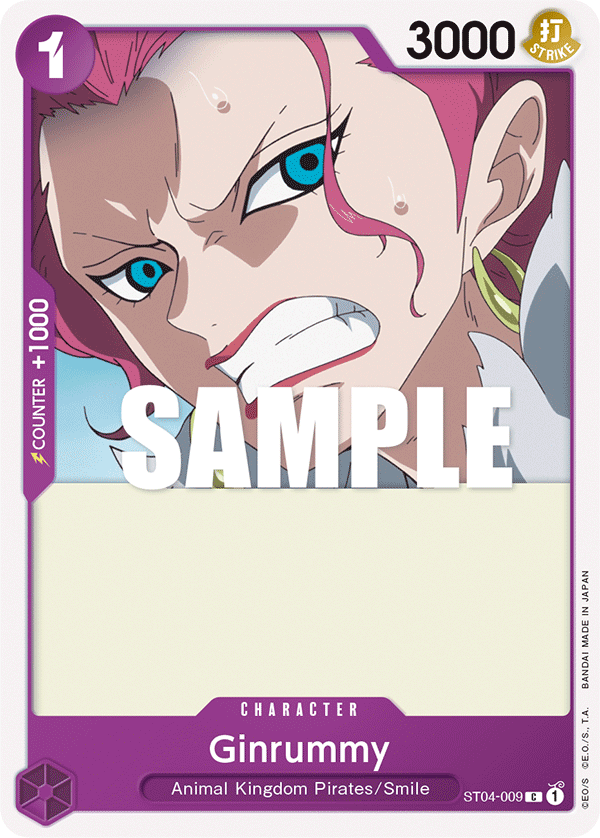 1
3000
打
STRIKE
COUNTER +1000
SAMPLE
CHARACTER
Ginrummy
Animal Kingdom Pirates/Smile
ST04-009 C 1
©EO/S ©E.O./S., T.A. BANDAI MADE IN JAPAN